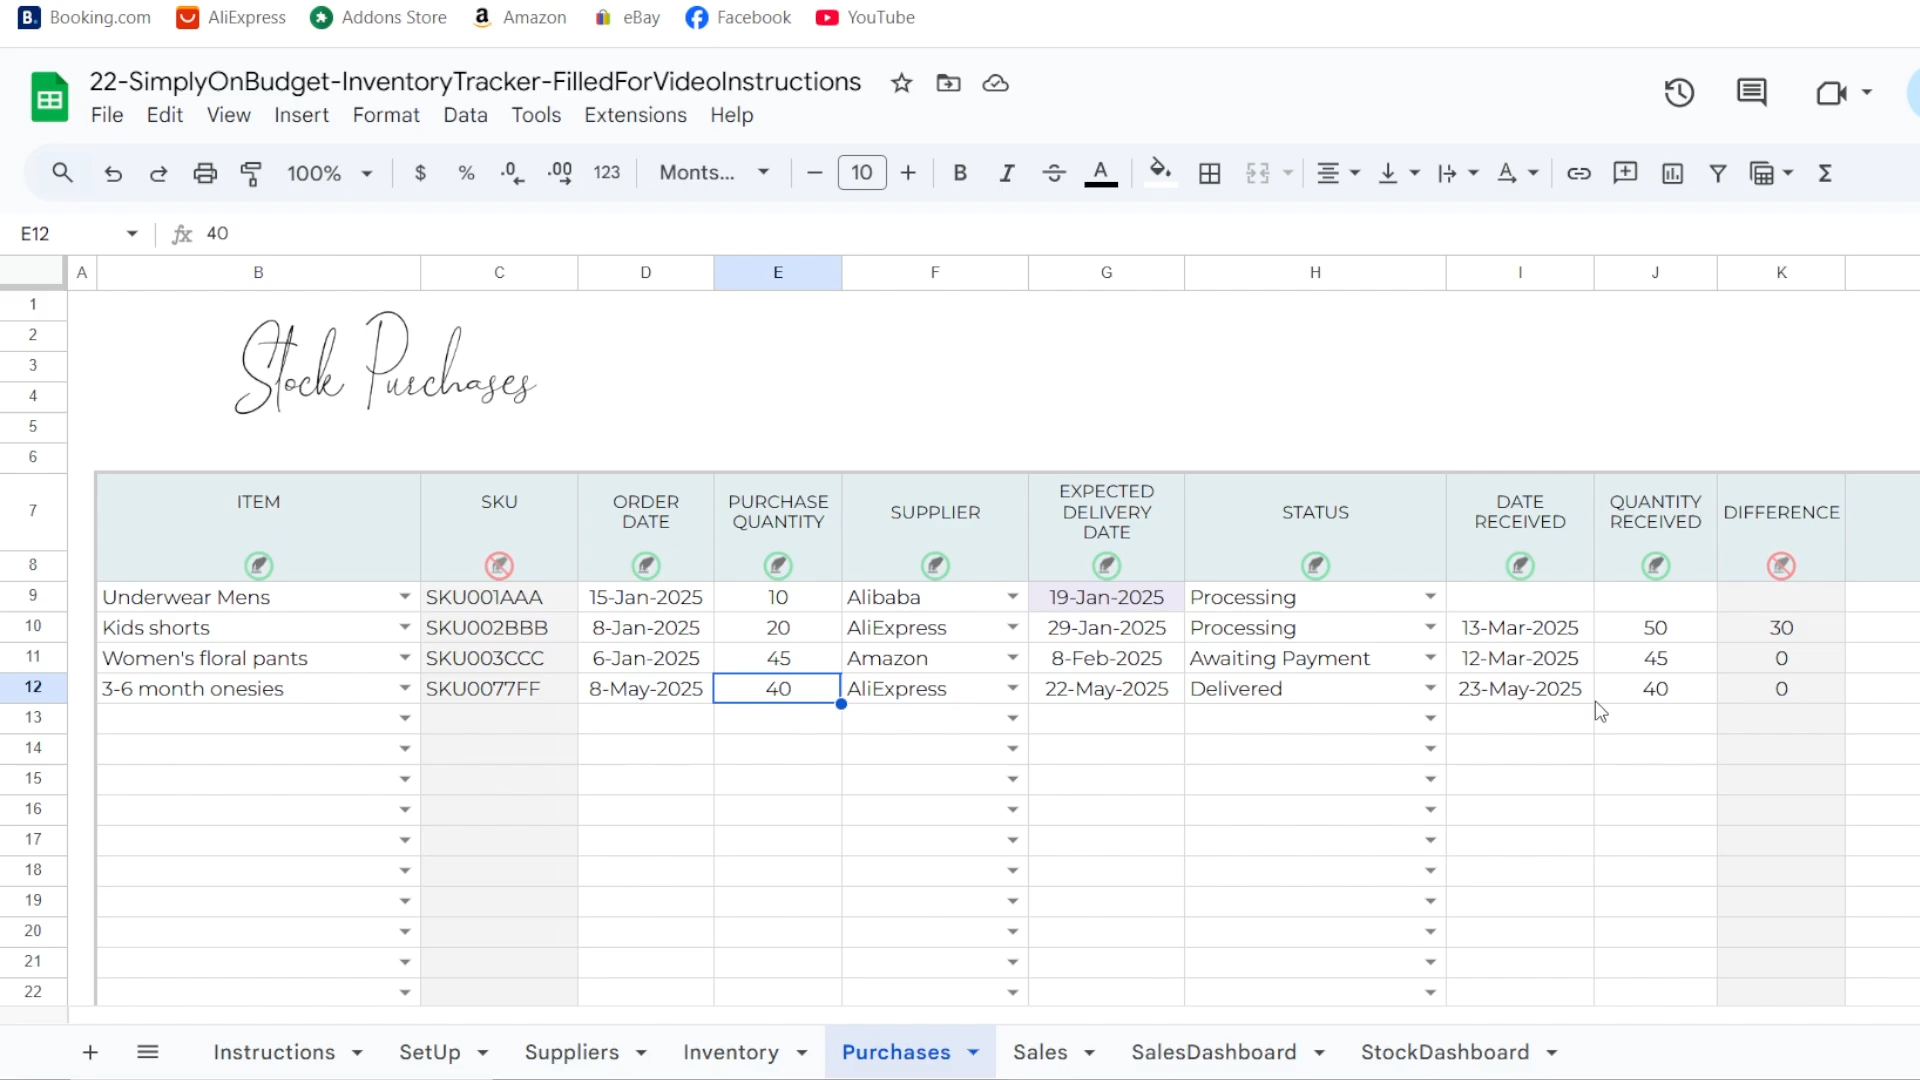 Booking.com AliExpress Addons Store Amazon eBay Facebook YouTube
22-SimplyOnBudget-InventoryTracker-FilledForVideoInstructions
File Edit View Insert Format Data Tools Extensions Help
100% $ % .0 .00 123 Monts... 10 B I A
E12 fx 40
A B C D E F G H I J K
1
2
3
4
5
6
Stock Purchases
7 ITEM SKU ORDER DATE PURCHASE QUANTITY SUPPLIER EXPECTED DELIVERY DATE STATUS DATE RECEIVED QUANTITY RECEIVED DIFFERENCE
8
9 Underwear Mens SKU001AAA 15-Jan-2025 10 Alibaba 19-Jan-2025 Processing
10 Kids shorts SKU002BBB 8-Jan-2025 20 AliExpress 29-Jan-2025 Processing 13-Mar-2025 50 30
11 Women's floral pants SKU003CCC 6-Jan-2025 45 Amazon 8-Feb-2025 Awaiting Payment 12-Mar-2025 45 0
12 3-6 month onesies SKU0077FF 8-May-2025 40 AliExpress 22-May-2025 Delivered 23-May-2025 40 0
13
14
15
16
17
18
19
20
21
22
Instructions SetUp Suppliers Inventory Purchases Sales SalesDashboard StockDashboard